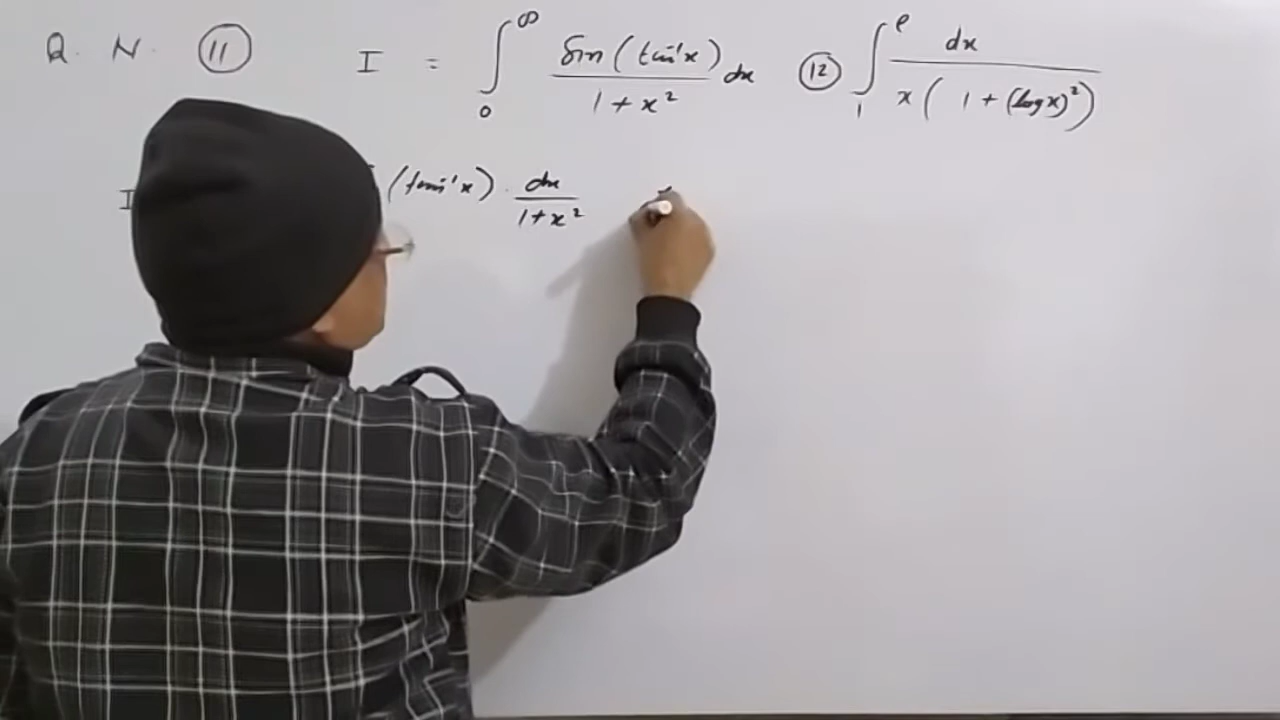 Q. N. (11) I = ∫₀^∞ sin(tan⁻¹x)/(1+x²) dx (12) ∫₁^e dx/(x(1+(log x)²))
I (tan⁻¹x) · dx/(1+x²)